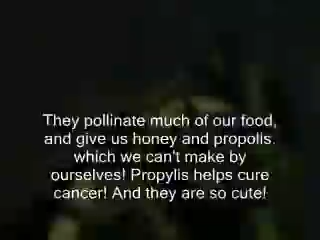 They pollinate much of our food,
and give us honey and propolis.
which we can't make by
ourselves! Propylis helps cure
cancer! And they are so cute!